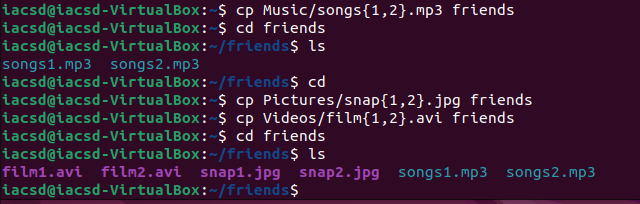 iacsd@iacsd-VirtualBox:~$ cp Music/songs{1,2}.mp3 friends
iacsd@iacsd-VirtualBox:~$ cd friends
iacsd@iacsd-VirtualBox:~/friends$ ls
songs1.mp3  songs2.mp3
iacsd@iacsd-VirtualBox:~/friends$ cd
iacsd@iacsd-VirtualBox:~$ cp Pictures/snap{1,2}.jpg friends
iacsd@iacsd-VirtualBox:~$ cp Videos/film{1,2}.avi friends
iacsd@iacsd-VirtualBox:~$ cd friends
iacsd@iacsd-VirtualBox:~/friends$ ls
film1.avi  film2.avi  snap1.jpg  snap2.jpg  songs1.mp3  songs2.mp3
iacsd@iacsd-VirtualBox:~/friends$